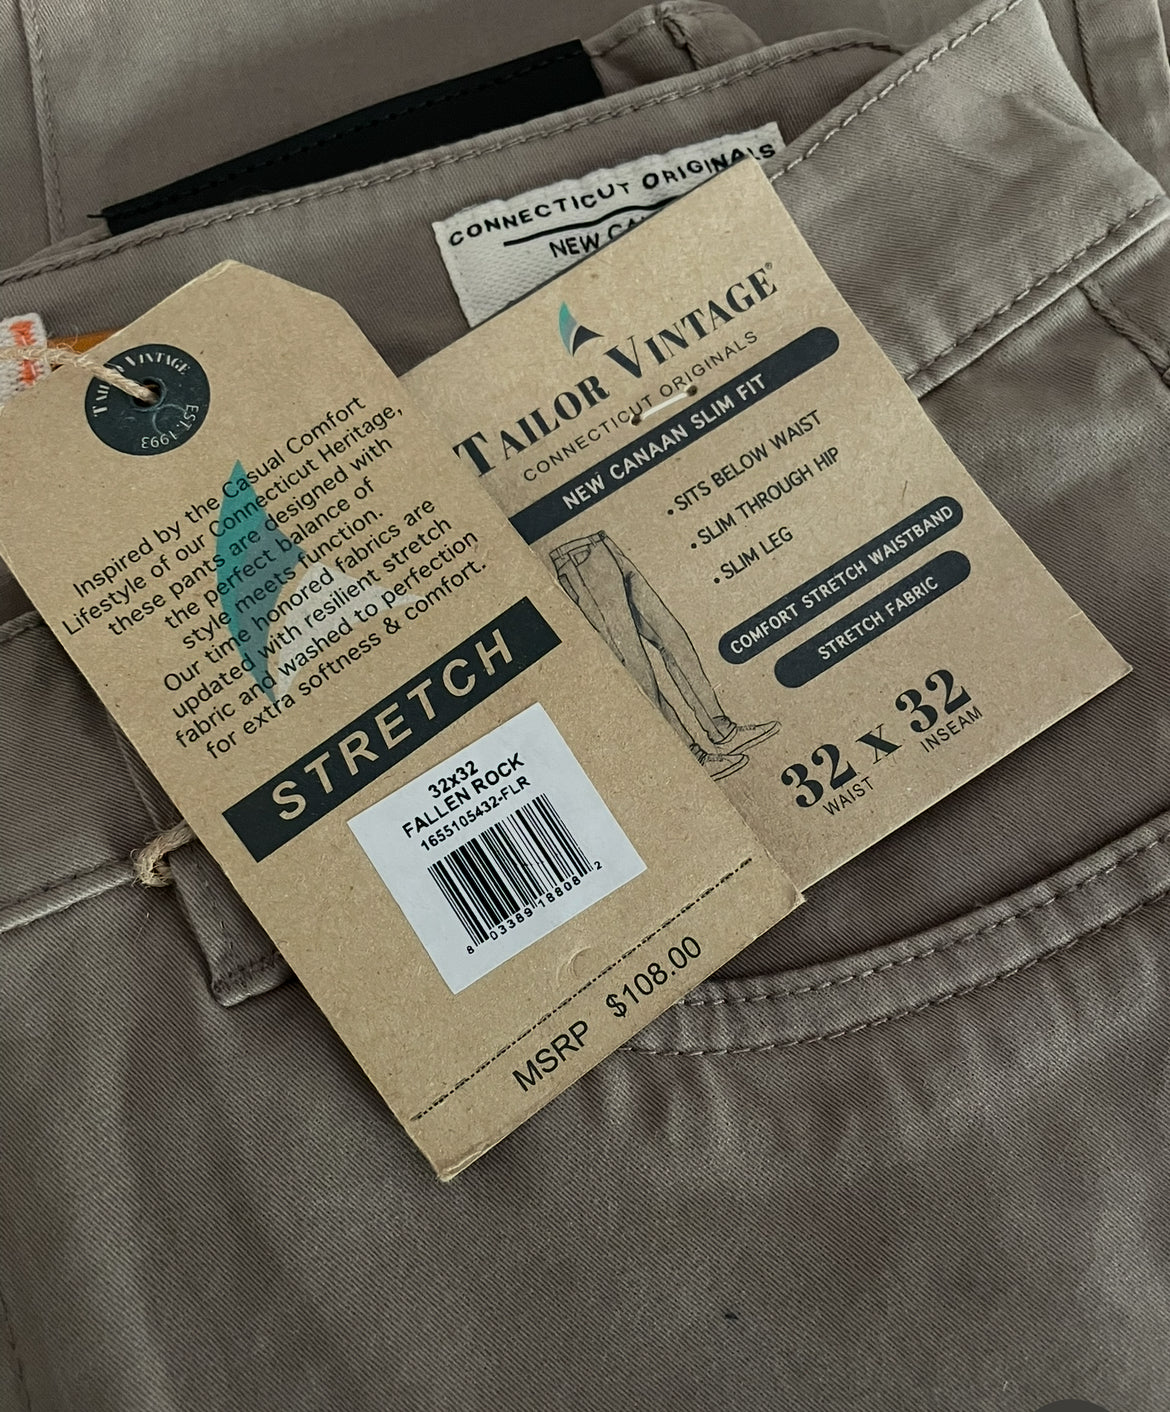 CONNECTICUT ORIGINALS
NEW
TAILOR VINTAGE
EST. 1993
Inspired by the Casual Comfort
Lifestyle of our Connecticut Heritage,
these pants are designed with
the perfect balance of
style meets function.
Our time honored fabrics are
updated with resilient stretch
fabric and washed to perfection
for extra softness & comfort.
STRETCH
32x32
FALLEN ROCK
1655105432-FLR
8 03389 18808 2
MSRP $108.00
TAILOR VINTAGE®
CONNECTICUT ORIGINALS
NEW CANAAN SLIM FIT
• SITS BELOW WAIST
• SLIM THROUGH HIP
• SLIM LEG
COMFORT STRETCH WAISTBAND
STRETCH FABRIC
32 X 32
WAIST INSEAM